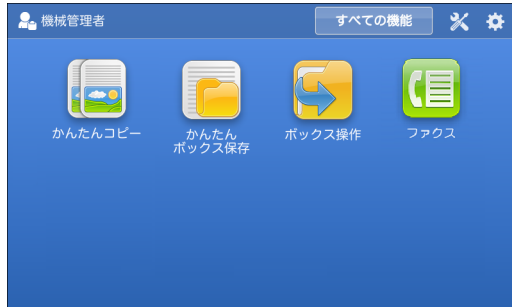 機械管理者
すべての機能
かんたんコピー
かんたん
ボックス保存
ボックス操作
ファクス